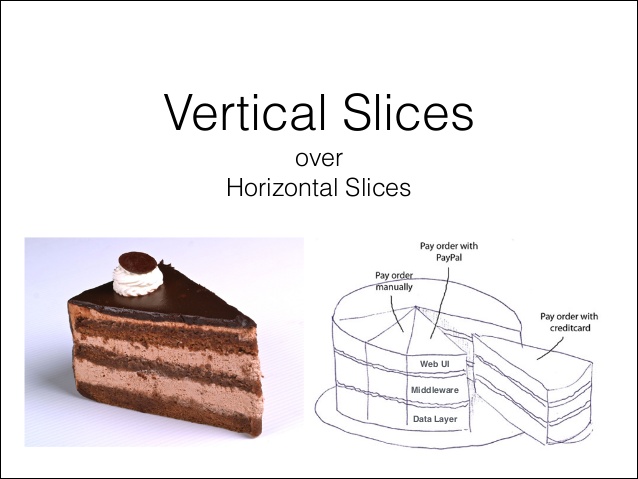 Vertical Slices
over
Horizontal Slices
Pay order with
PayPal
Pay order
manually
Pay order with
creditcard
Web UI
Middleware
Data Layer